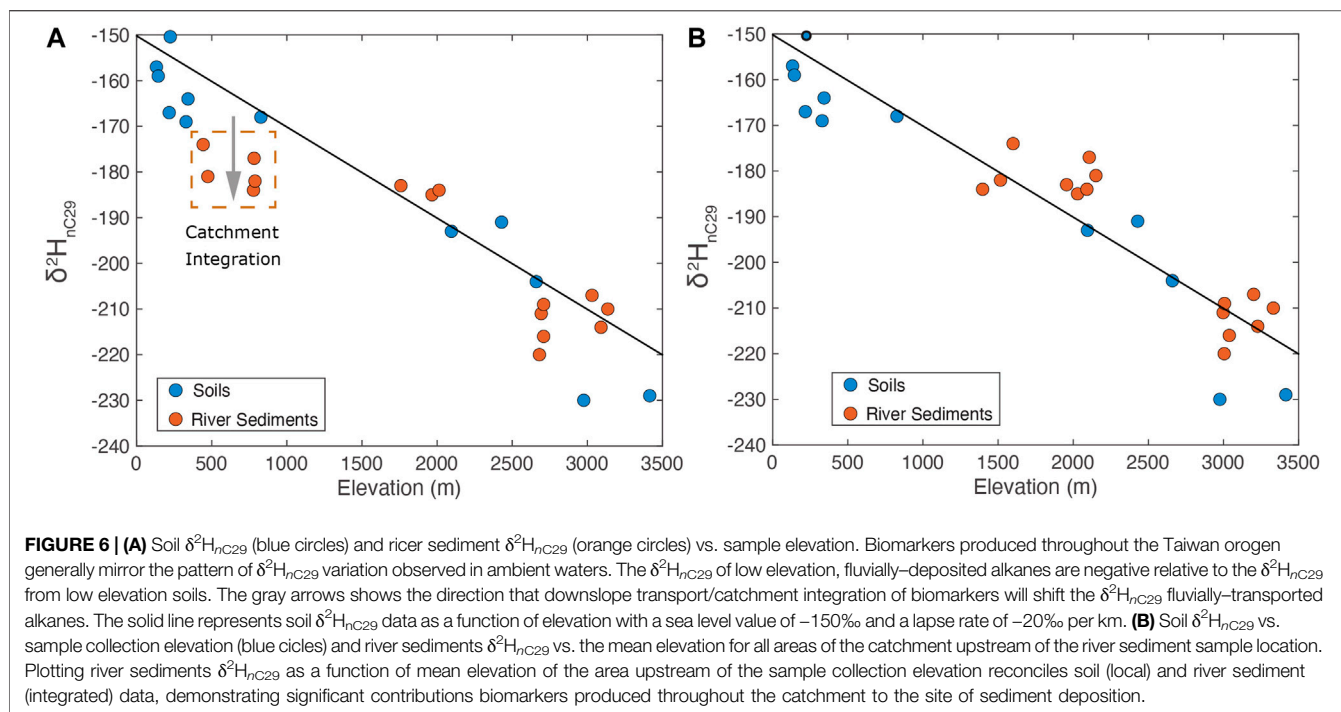 A
-150
-160
-170
-180
-190
-200
-210
-220
-230
-240
δ²H nC29
0 500 1000 1500 2000 2500 3000 3500
Elevation (m)
Catchment
Integration
Soils
River Sediments
B
-150
-160
-170
-180
-190
-200
-210
-220
-230
-240
δ²H nC29
0 500 1000 1500 2000 2500 3000 3500
Elevation (m)
Soils
River Sediments
FIGURE 6 | (A) Soil δ²HnC29 (blue circles) and ricer sediment δ²HnC29 (orange circles) vs. sample elevation. Biomarkers produced throughout the Taiwan orogen
generally mirror the pattern of δ²HnC29 variation observed in ambient waters. The δ²HnC29 of low elevation, fluvially–deposited alkanes are negative relative to the δ²HnC29
from low elevation soils. The gray arrows shows the direction that downslope transport/catchment integration of biomarkers will shift the δ²HnC29 fluvially–transported
alkanes. The solid line represents soil δ²HnC29 data as a function of elevation with a sea level value of –150‰ and a lapse rate of –20‰ per km. (B) Soil δ²HnC29 vs.
sample collection elevation (blue cicles) and river sediments δ²HnC29 vs. the mean elevation for all areas of the catchment upstream of the river sediment sample location.
Plotting river sediments δ²HnC29 as a function of mean elevation of the area upstream of the sample collection elevation reconciles soil (local) and river sediment
(integrated) data, demonstrating significant contributions biomarkers produced throughout the catchment to the site of sediment deposition.